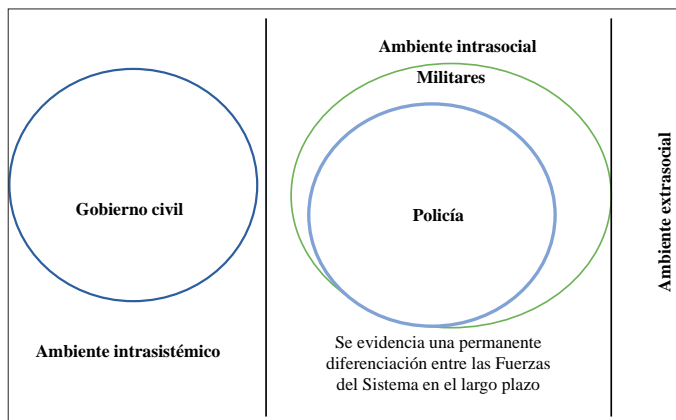 Gobierno civil
Ambiente intrasistémico
Ambiente intrasocial
Militares
Policía
Se evidencia una permanente
diferenciación entre las Fuerzas
del Sistema en el largo plazo
Ambiente extrasocial